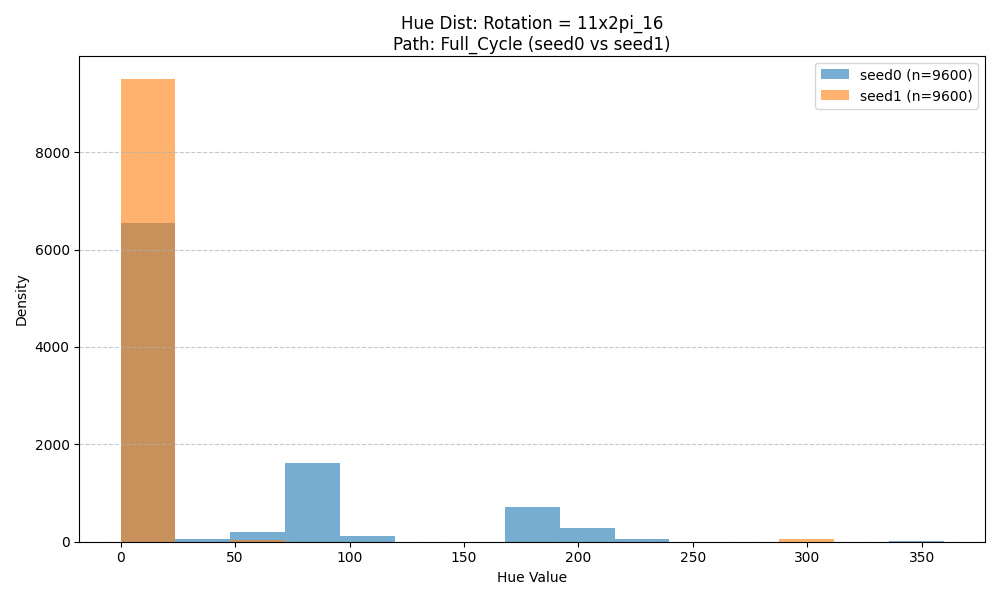 Hue Dist: Rotation = 11x2pi_16
Path: Full_Cycle (seed0 vs seed1)
seed0 (n=9600)
seed1 (n=9600)
Density
8000
6000
4000
2000
0
0 50 100 150 200 250 300 350
Hue Value